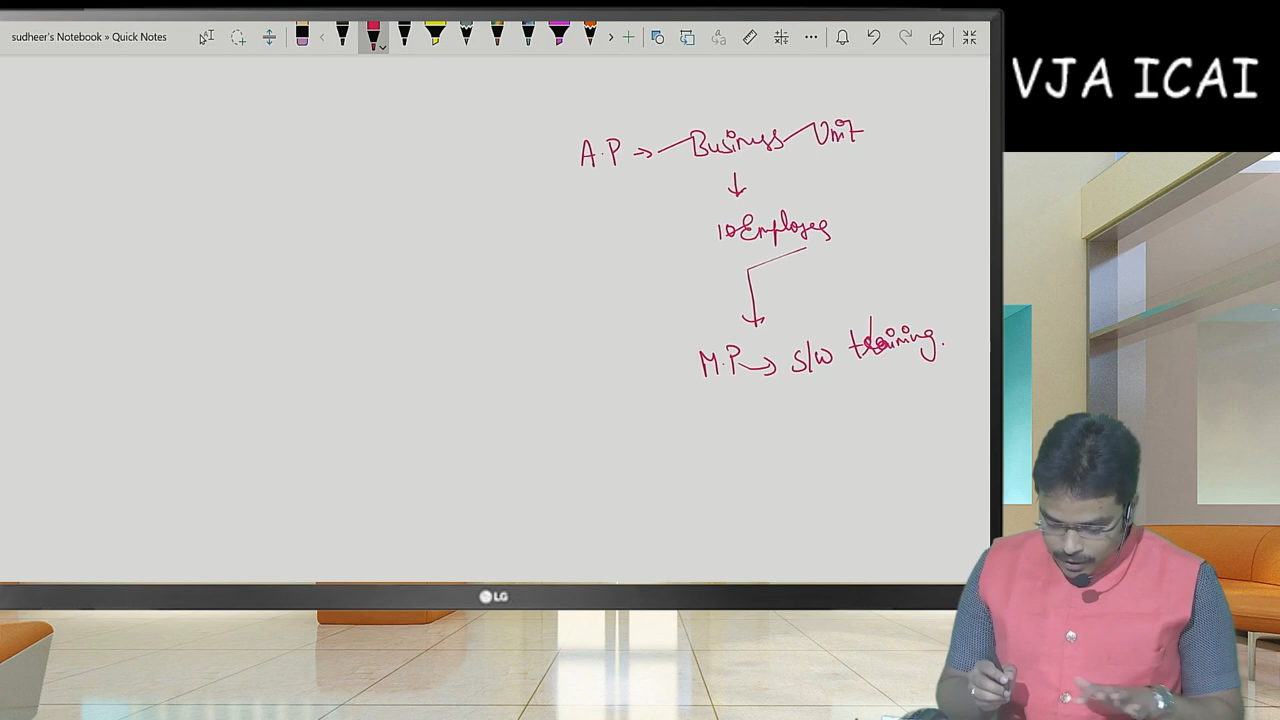 sudheer's Notebook » Quick Notes
VJA ICAI
A.P → Business Unit
↓
10 Employees
M.P → S/W training.
LG